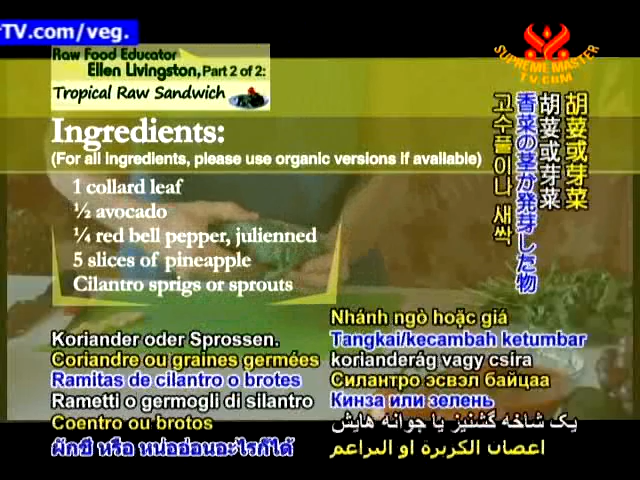 rTV.com/veg.
Raw Food Educator
Ellen Livingston, Part 2 of 2:
Tropical Raw Sandwich
SUPREME MASTER
TV.COM
Ingredients:
(For all ingredients, please use organic versions if available)
1 collard leaf
½ avocado
¼ red bell pepper, julienned
5 slices of pineapple
Cilantro sprigs or sprouts
胡荽或芽菜
胡荽或芽菜
香菜の茎か発芽した物
고수풀이나 새싹
Koriander oder Sprossen.
Coriandre ou graines germées
Ramitas de cilantro o brotes
Rametti o germogli di silantro
Coentro ou brotos
ผักชี หรือ หน่ออ่อนอะไรก็ได้
Nhánh ngò hoặc giá
Tangkai/kecambah ketumbar
korianderág vagy csira
Силантро эсвэл байцаа
Кинза или зелень
یک شاخه گشنیز یا جوانه هایش
اعصاب الكزبرة او البراعم